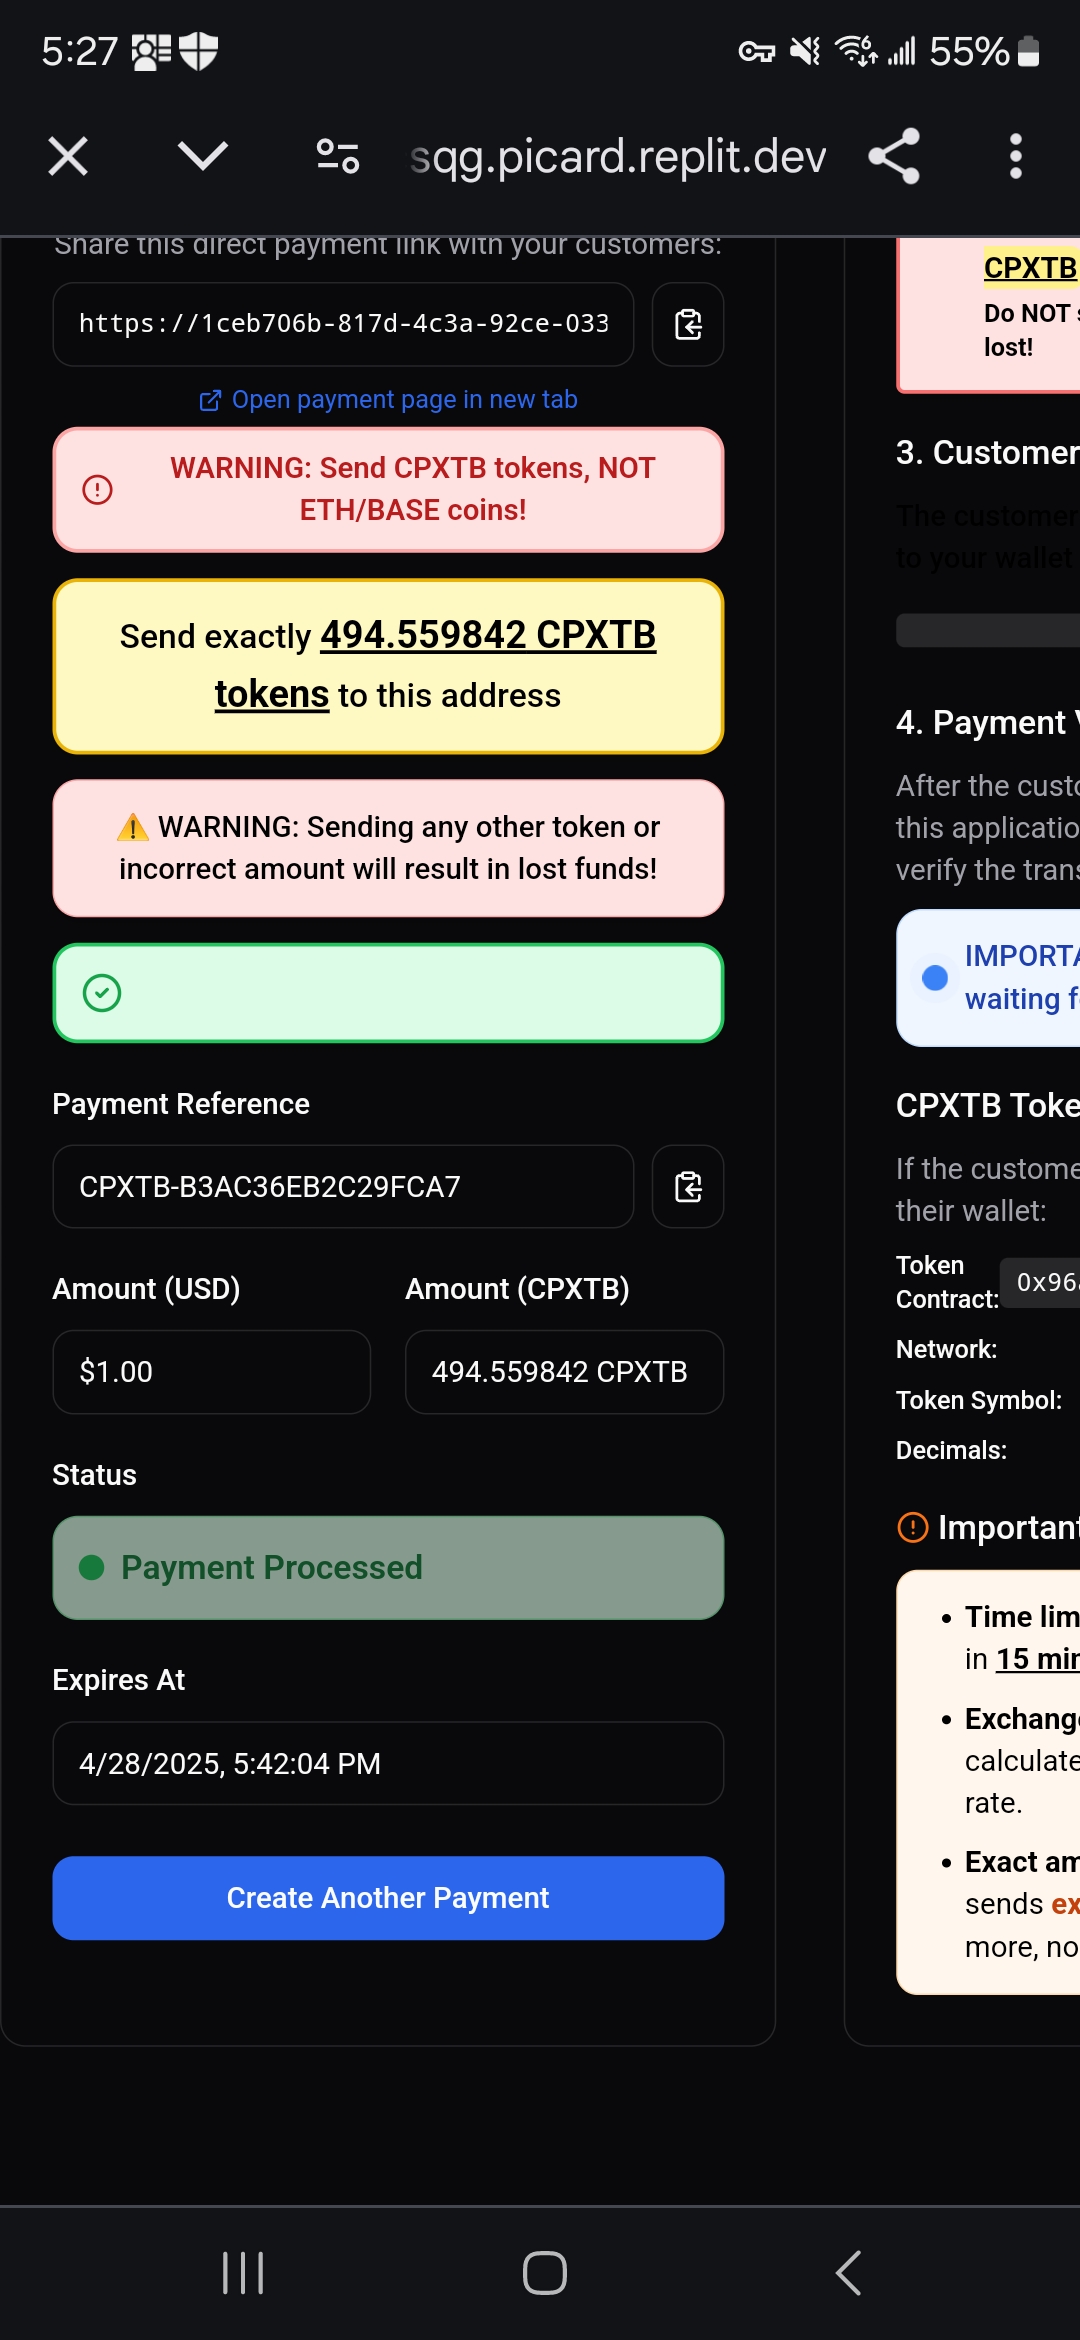 5:27
55%
sqg.picard.replit.dev
Share this direct payment link with your customers:
https://1ceb706b-817d-4c3a-92ce-033
Open payment page in new tab
WARNING: Send CPXTB tokens, NOT
ETH/BASE coins!
Send exactly 494.559842 CPXTB
tokens to this address
⚠️ WARNING: Sending any other token or
incorrect amount will result in lost funds!
Payment Reference
CPXTB-B3AC36EB2C29FCA7
Amount (USD)
Amount (CPXTB)
$1.00
494.559842 CPXTB
Status
Payment Processed
Expires At
4/28/2025, 5:42:04 PM
Create Another Payment
CPXTB
Do NOT s
lost!
3. Customer
The customer
to your wallet
4. Payment V
After the custo
this applicatio
verify the trans
IMPORTA
waiting fo
CPXTB Toke
If the custome
their wallet:
Token
Contract:
0x96a
Network:
Token Symbol:
Decimals:
Important
• Time lim
in 15 min
• Exchange
calculate
rate.
• Exact am
sends ex
more, no